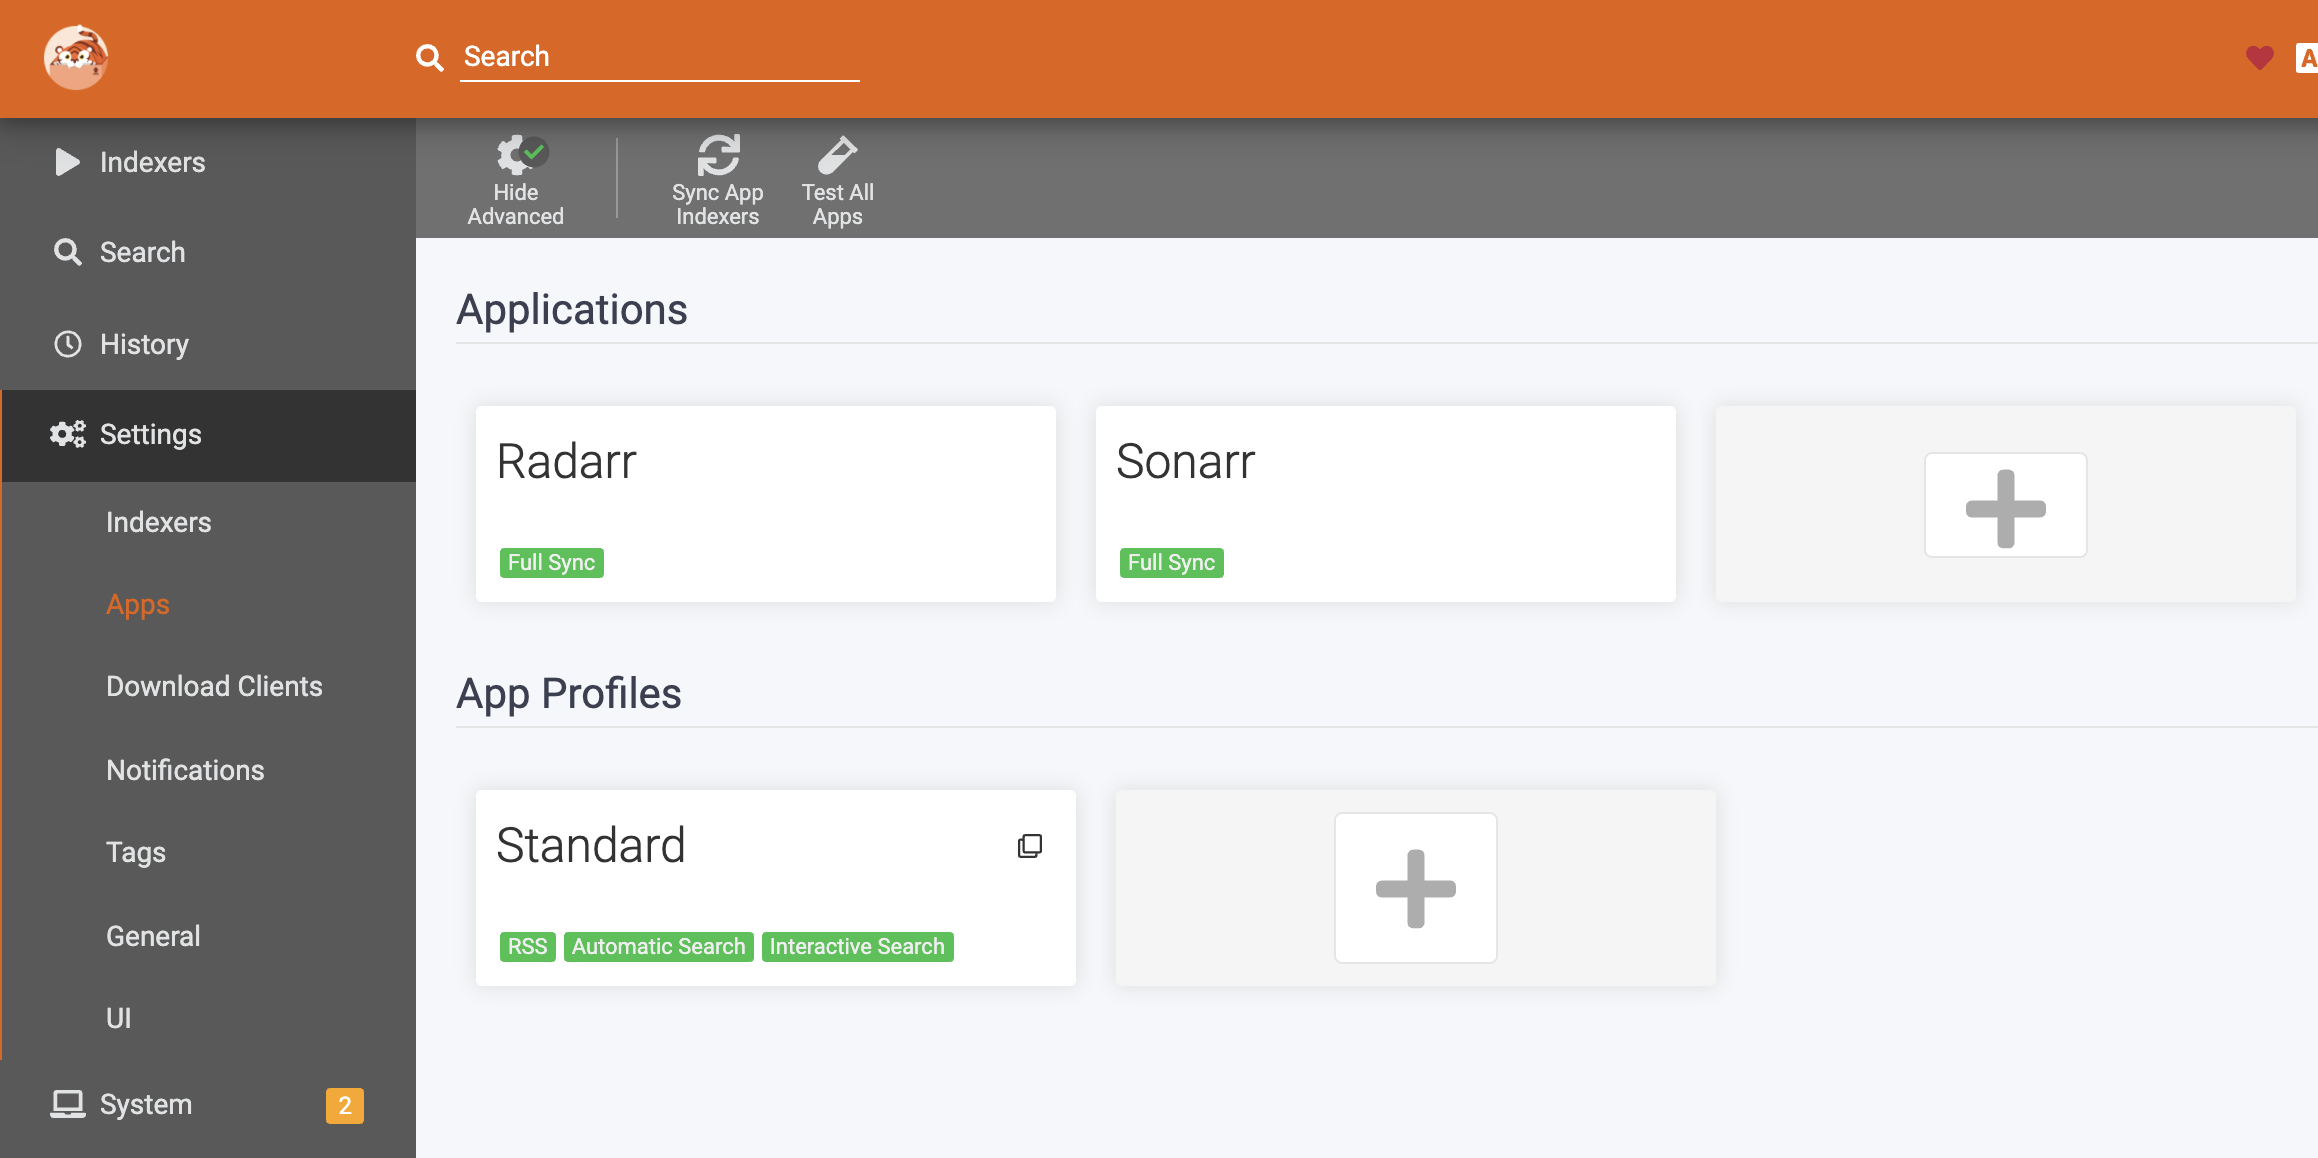 Search
A
Indexers
Search
History
Settings
Indexers
Apps
Download Clients
Notifications
Tags
General
UI
System
2
Hide
Advanced
Sync App
Indexers
Test All
Apps
Applications
Radarr
Full Sync
Sonarr
Full Sync
App Profiles
Standard
RSS Automatic Search Interactive Search